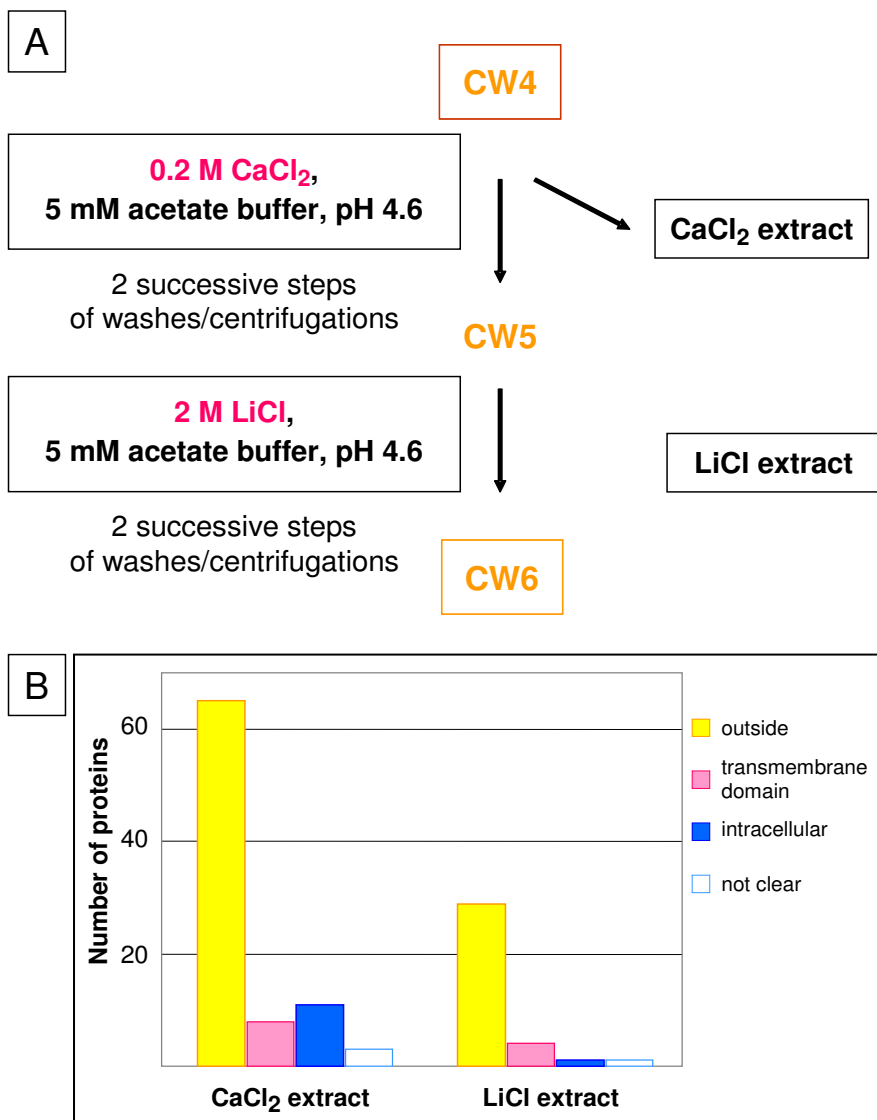 A
CW4
0.2 M CaCl₂,
5 mM acetate buffer, pH 4.6
CaCl₂ extract
2 successive steps
of washes/centrifugations
CW5
2 M LiCl,
5 mM acetate buffer, pH 4.6
LiCl extract
2 successive steps
of washes/centrifugations
CW6
B
Number of proteins
60
40
20
outside
transmembrane
domain
intracellular
not clear
CaCl₂ extract
LiCl extract